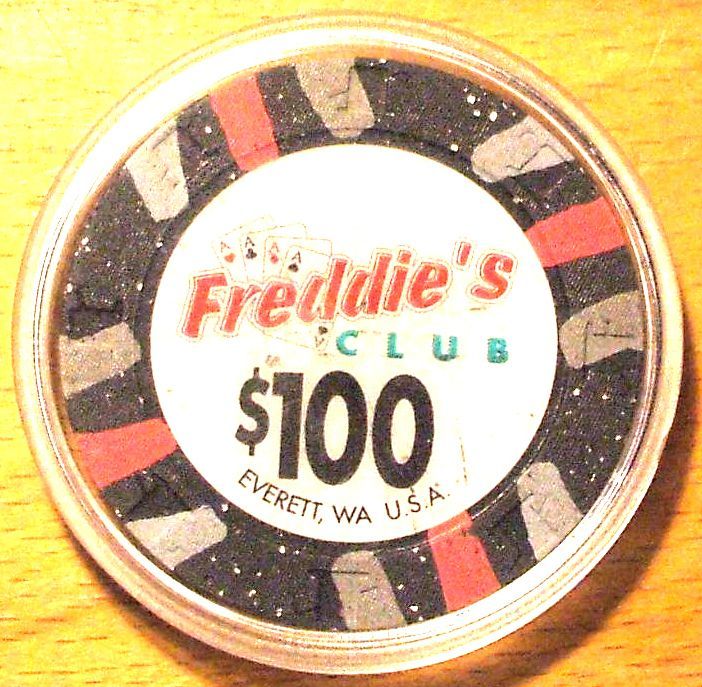 A A A A
Freddie's
CLUB
$100
EVERETT, WA U.S.A.